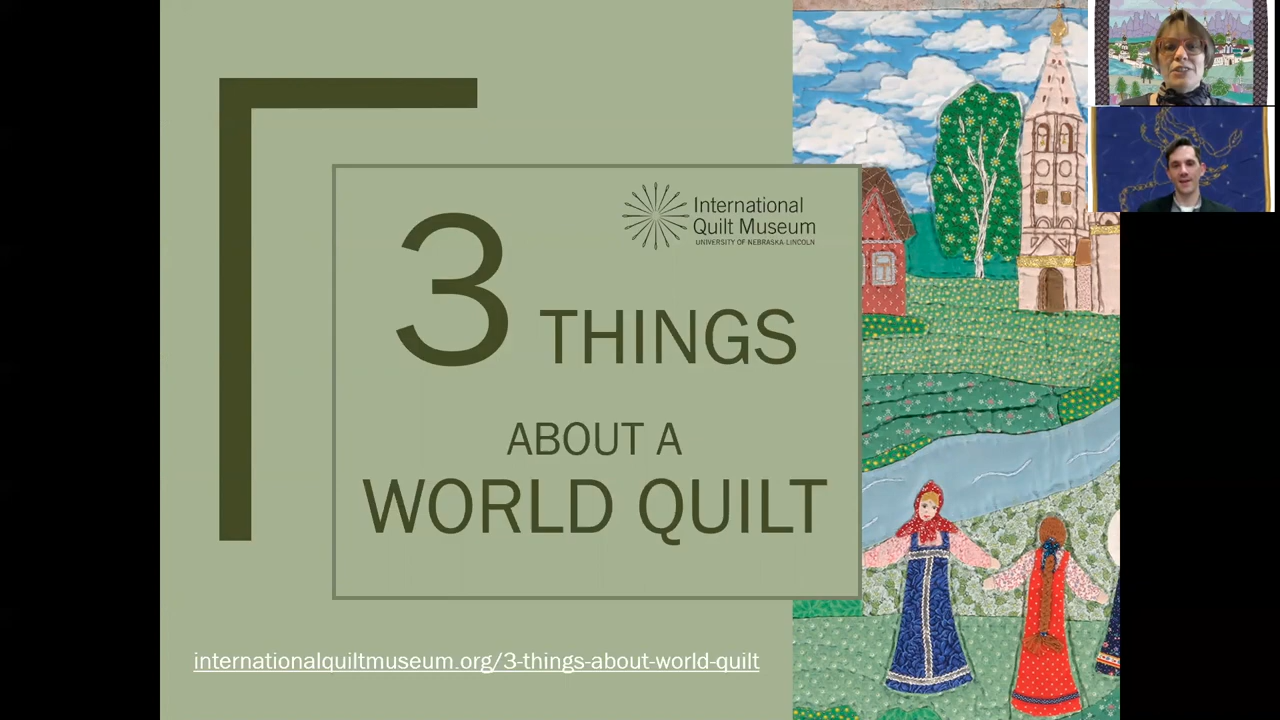 International
Quilt Museum
UNIVERSITY OF NEBRASKA-LINCOLN
3 THINGS
ABOUT A
WORLD QUILT
internationalquiltmuseum.org/3-things-about-world-quilt